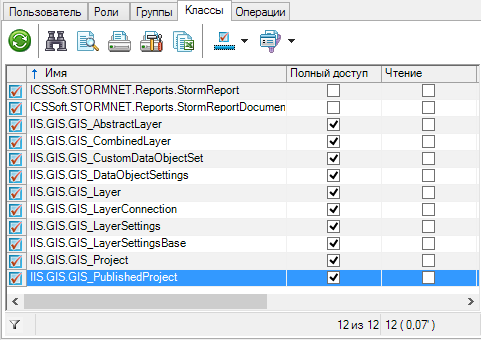 Пользователь Роли Группы Классы Операции
↑ Имя Полный доступ Чтение
ICSSoft.STORMNET.Reports.StormReport
ICSSoft.STORMNET.Reports.StormReportDocumen
IIS.GIS.GIS_AbstractLayer
IIS.GIS.GIS_CombinedLayer
IIS.GIS.GIS_CustomDataObjectSet
IIS.GIS.GIS_DataObjectSettings
IIS.GIS.GIS_Layer
IIS.GIS.GIS_LayerConnection
IIS.GIS.GIS_LayerSettings
IIS.GIS.GIS_LayerSettingsBase
IIS.GIS.GIS_Project
IIS.GIS.GIS_PublishedProject
12 из 12 12 ( 0,07' )